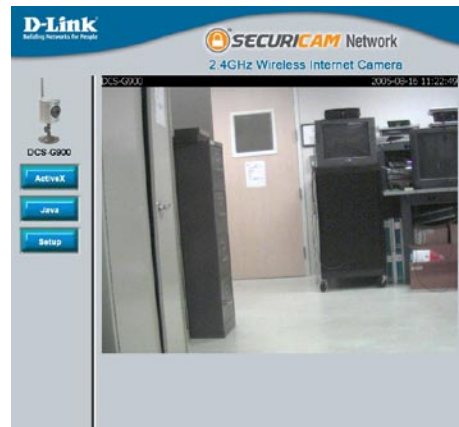 D-Link
Building Networks for People
SECURICAM Network
2.4GHz Wireless Internet Camera
DCS-G900
2005-08-16 11:22:49
DCS-G900
ActiveX
Java
Setup